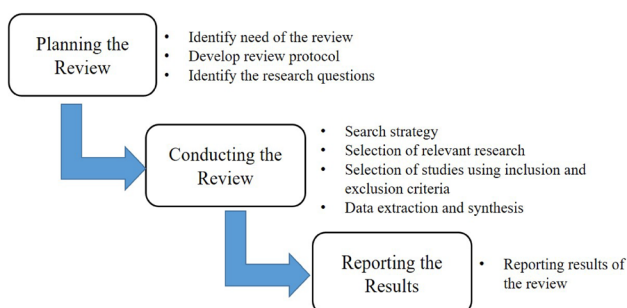 Planning the
Review
• Identify need of the review
• Develop review protocol
• Identify the research questions
Conducting the
Review
• Search strategy
• Selection of relevant research
• Selection of studies using inclusion and
exclusion criteria
• Data extraction and synthesis
Reporting the
Results
• Reporting results of
the review